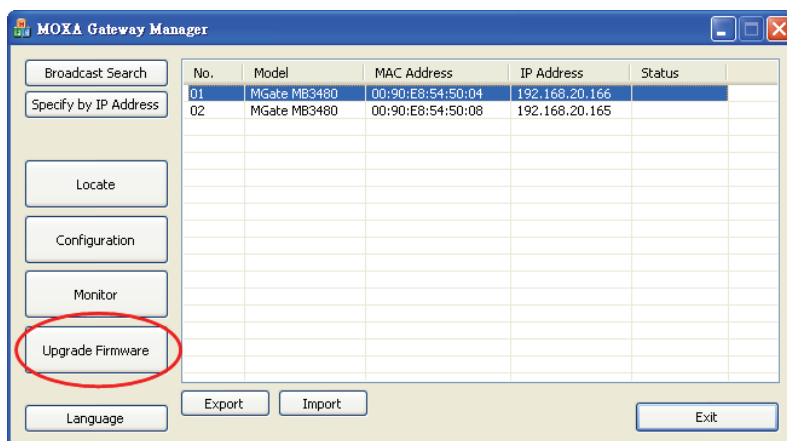 MOXA Gateway Manager
Broadcast Search
Specify by IP Address
No. Model MAC Address IP Address Status
01 MGate MB3480 00:90:E8:54:50:04 192.168.20.166
02 MGate MB3480 00:90:E8:54:50:08 192.168.20.165
Locate
Configuration
Monitor
Upgrade Firmware
Language
Export Import
Exit